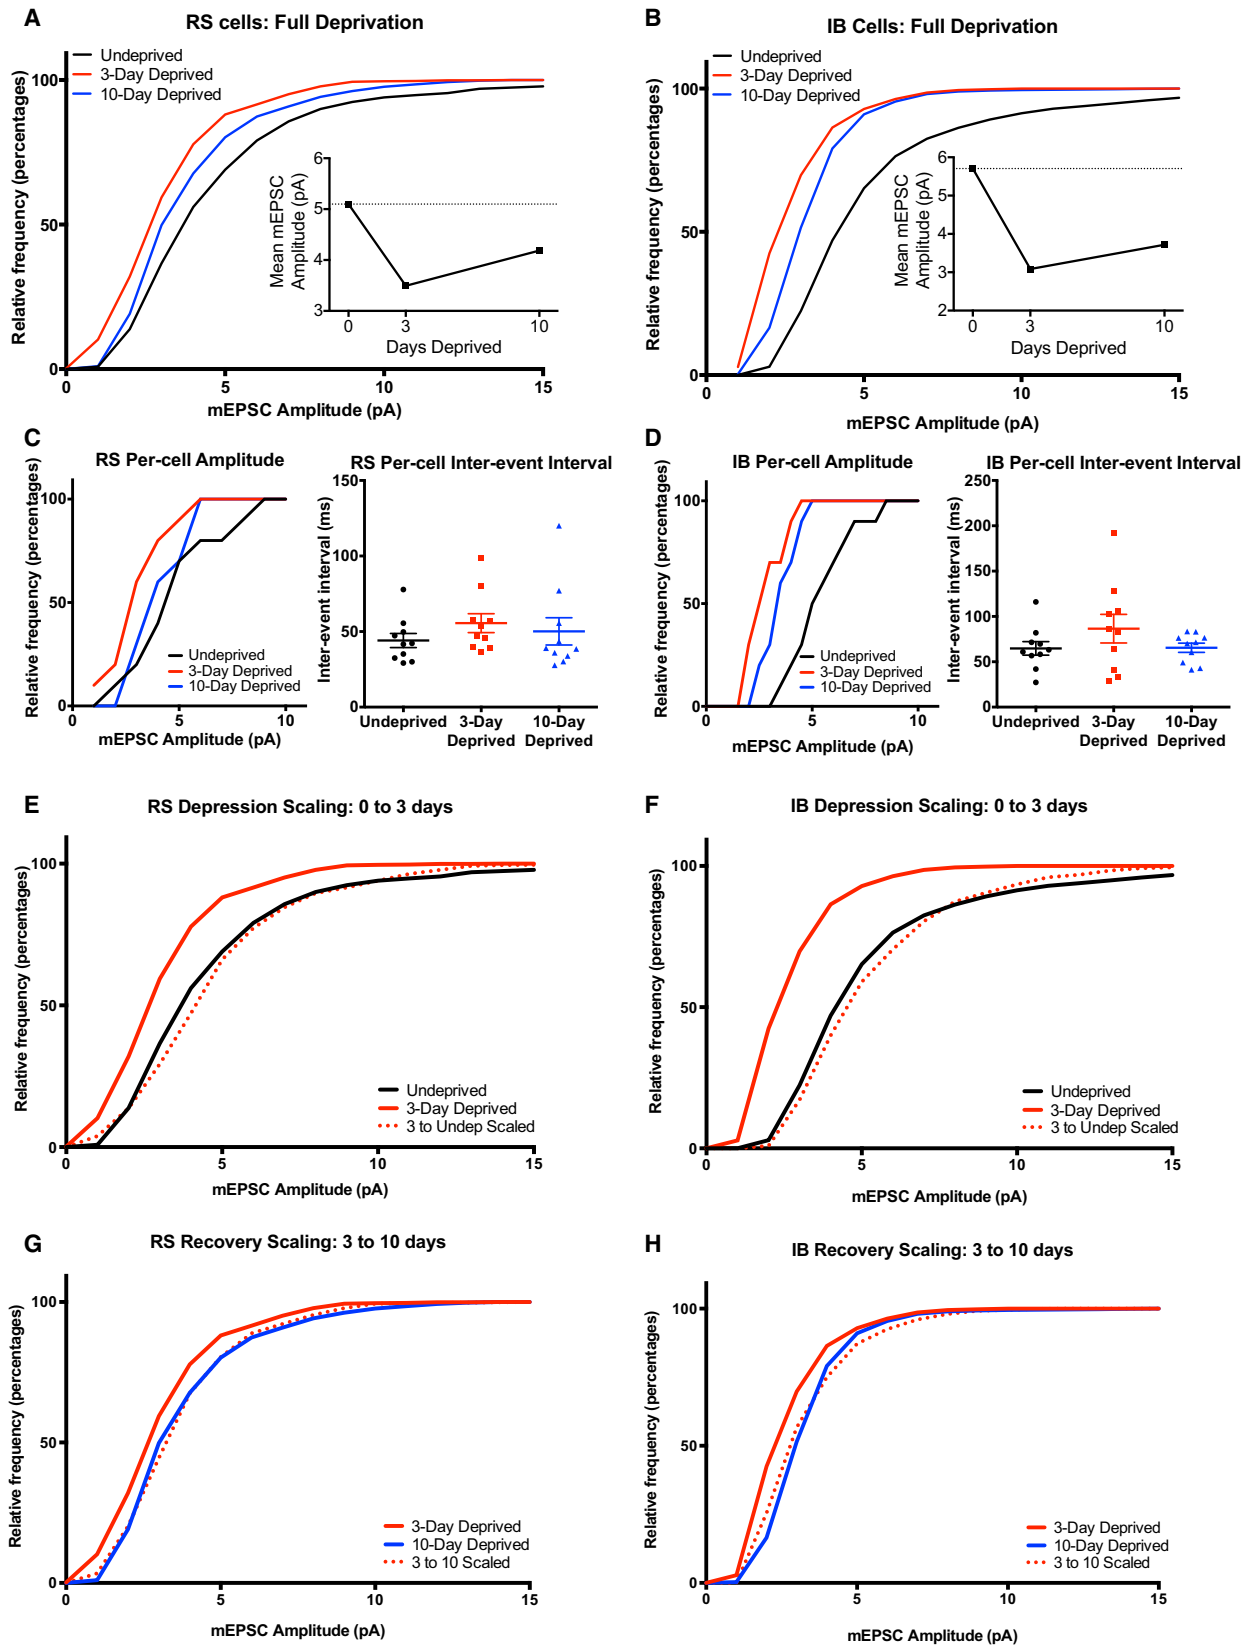 A
RS cells: Full Deprivation
Undeprived
3-Day Deprived
10-Day Deprived
Relative frequency (percentages)
100
50
0
0
5
10
15
mEPSC Amplitude (pA)
Mean mEPSC
Amplitude (pA)
6
5
4
3
0
3
10
Days Deprived
B
IB Cells: Full Deprivation
Undeprived
3-Day Deprived
10-Day Deprived
Relative frequency (percentages)
100
50
0
0
5
10
15
mEPSC Amplitude (pA)
Mean mEPSC
Amplitude (pA)
6
5
4
3
2
0
3
10
Days Deprived
C
RS Per-cell Amplitude
Relative frequency (percentages)
100
50
0
0
5
10
mEPSC Amplitude (pA)
Undeprived
3-Day Deprived
10-Day Deprived
RS Per-cell Inter-event Interval
Inter-event interval (ms)
150
100
50
0
Undeprived
3-Day
Deprived
10-Day
Deprived
D
IB Per-cell Amplitude
Relative frequency (percentages)
100
50
0
0
5
10
mEPSC Amplitude (pA)
Undeprived
3-Day Deprived
10-Day Deprived
IB Per-cell Inter-event Interval
Inter-event interval (ms)
250
200
150
100
50
0
Undeprived
3-Day
Deprived
10-Day
Deprived
E
RS Depression Scaling: 0 to 3 days
Relative frequency (percentages)
100
50
0
0
5
10
15
mEPSC Amplitude (pA)
Undeprived
3-Day Deprived
3 to Undep Scaled
F
IB Depression Scaling: 0 to 3 days
Relative frequency (percentages)
100
50
0
0
5
10
15
mEPSC Amplitude (pA)
Undeprived
3-Day Deprived
3 to Undep Scaled
G
RS Recovery Scaling: 3 to 10 days
Relative frequency (percentages)
100
50
0
0
5
10
15
mEPSC Amplitude (pA)
3-Day Deprived
10-Day Deprived
3 to 10 Scaled
H
IB Recovery Scaling: 3 to 10 days
Relative frequency (percentages)
100
50
0
0
5
10
15
mEPSC Amplitude (pA)
3-Day Deprived
10-Day Deprived
3 to 10 Scaled